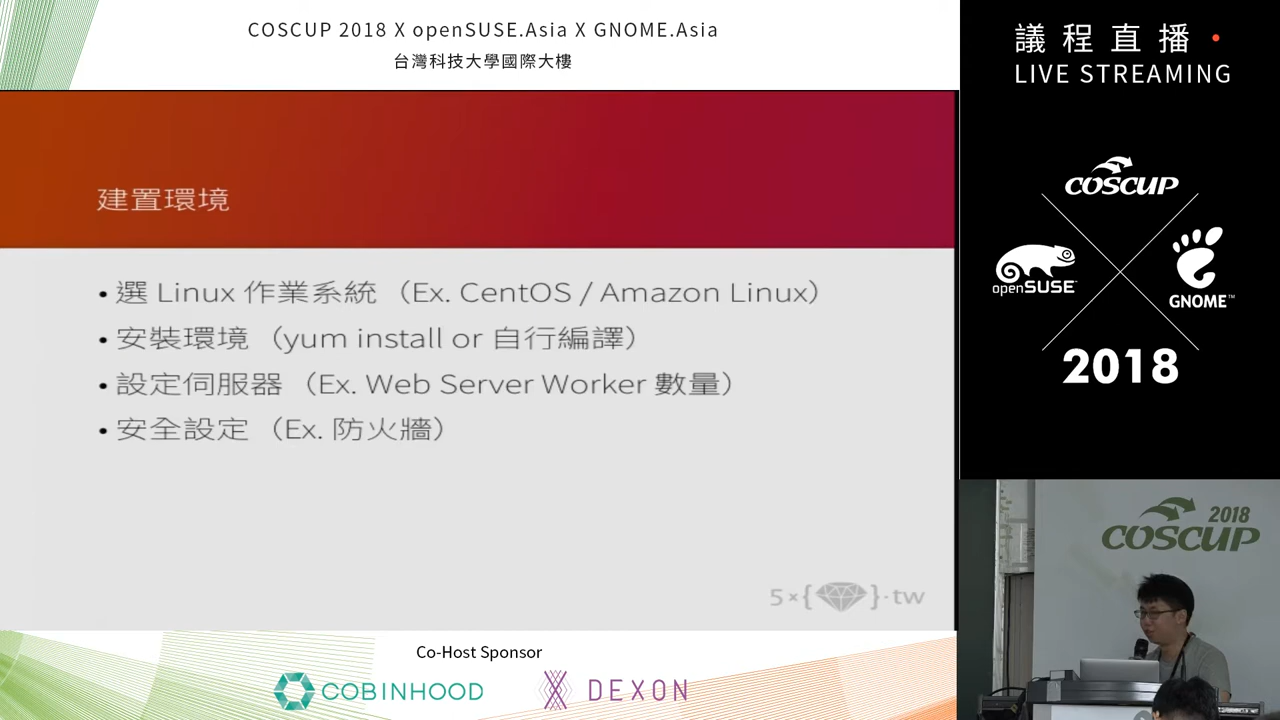 COSCUP 2018 X openSUSE.Asia X GNOME.Asia
台灣科技大學國際大樓
議程直播
LIVE STREAMING
建置環境
• 選 Linux 作業系統（Ex. CentOS / Amazon Linux）
• 安裝環境（yum install or 自行編譯）
• 設定伺服器（Ex. Web Server Worker 數量）
• 安全設定（Ex. 防火牆）
5×{}·tw
COSCUP
openSUSE
GNOME™
2018
2018
COSCUP
Co-Host Sponsor
COBINHOOD
DEXON